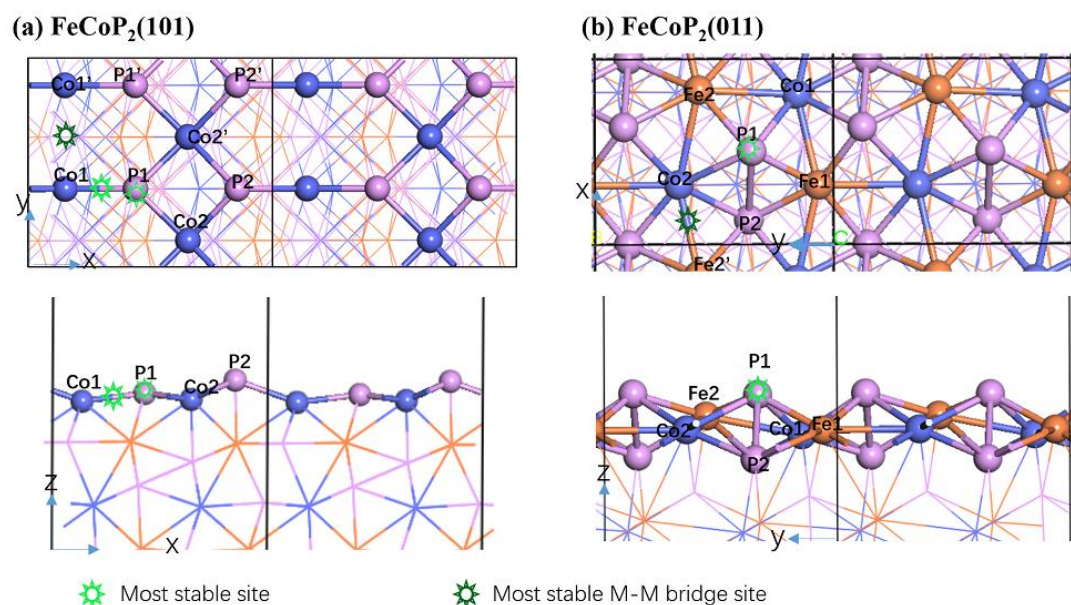 (a) FeCoP₂(101)
Co1' P1' P2'
Co2'
Co1 P1 P2
Co2
y
x
Co1 P1 Co2 P2
z
x
(b) FeCoP₂(011)
Fe2 Co1
P1
Co2 Fe1
P2
x
y
Fe2'
P1
Fe2
Co2 Co1 Fe1
P2
z
y
Most stable site
Most stable M-M bridge site